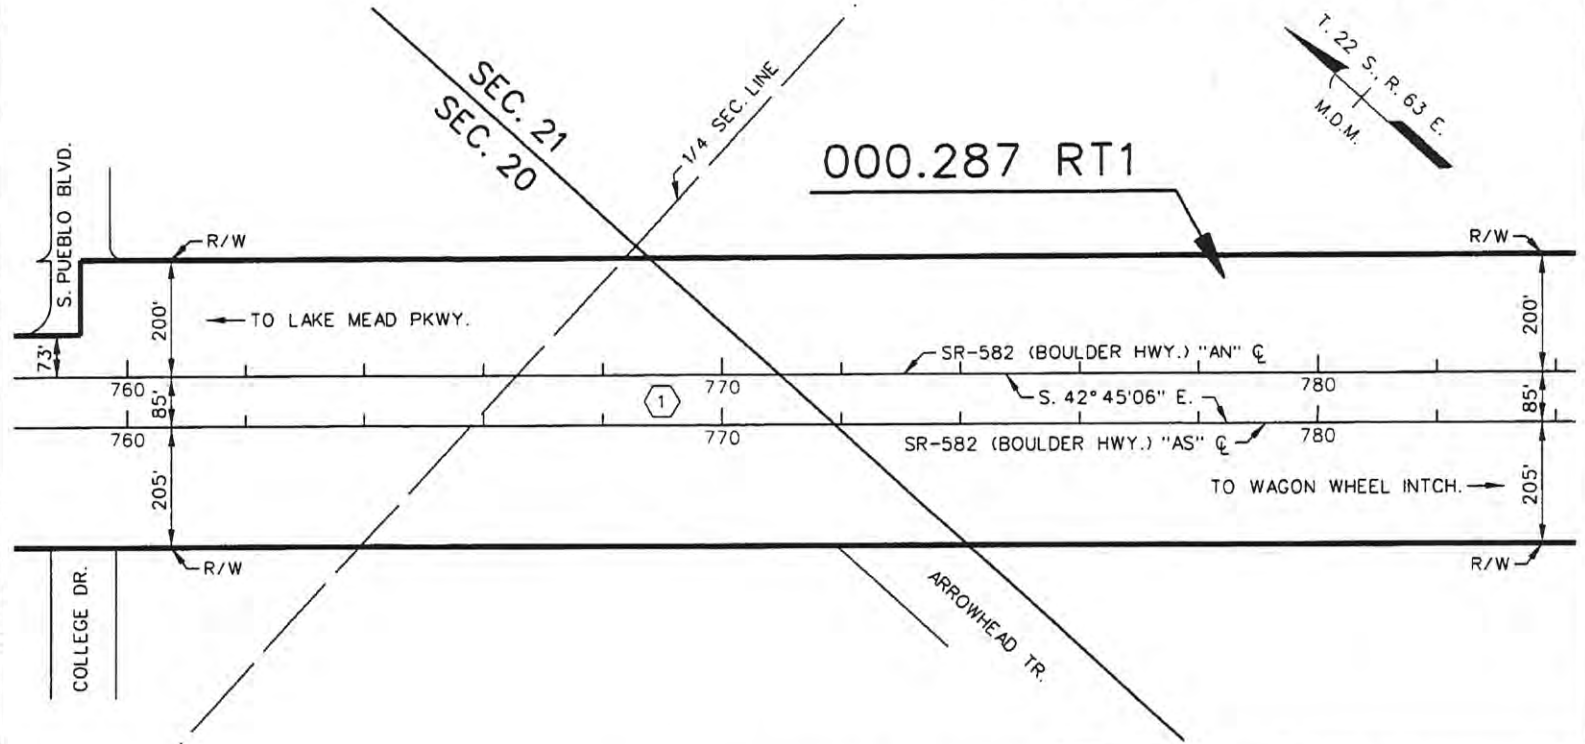 T. 22 S., R. 63 E.
M.D.M.
SEC. 21
SEC. 20
1/4 SEC. LINE
000.287 RT1
S. PUEBLO BLVD.
R/W
R/W
200'
TO LAKE MEAD PKWY.
200'
73'
SR-582 (BOULDER HWY.) "AN" ℄
760
770
780
85'
1
S. 42° 45'06" E.
85'
760
770
780
SR-582 (BOULDER HWY.) "AS" ℄
205'
TO WAGON WHEEL INTCH.
205'
R/W
R/W
COLLEGE DR.
ARROWHEAD TR.